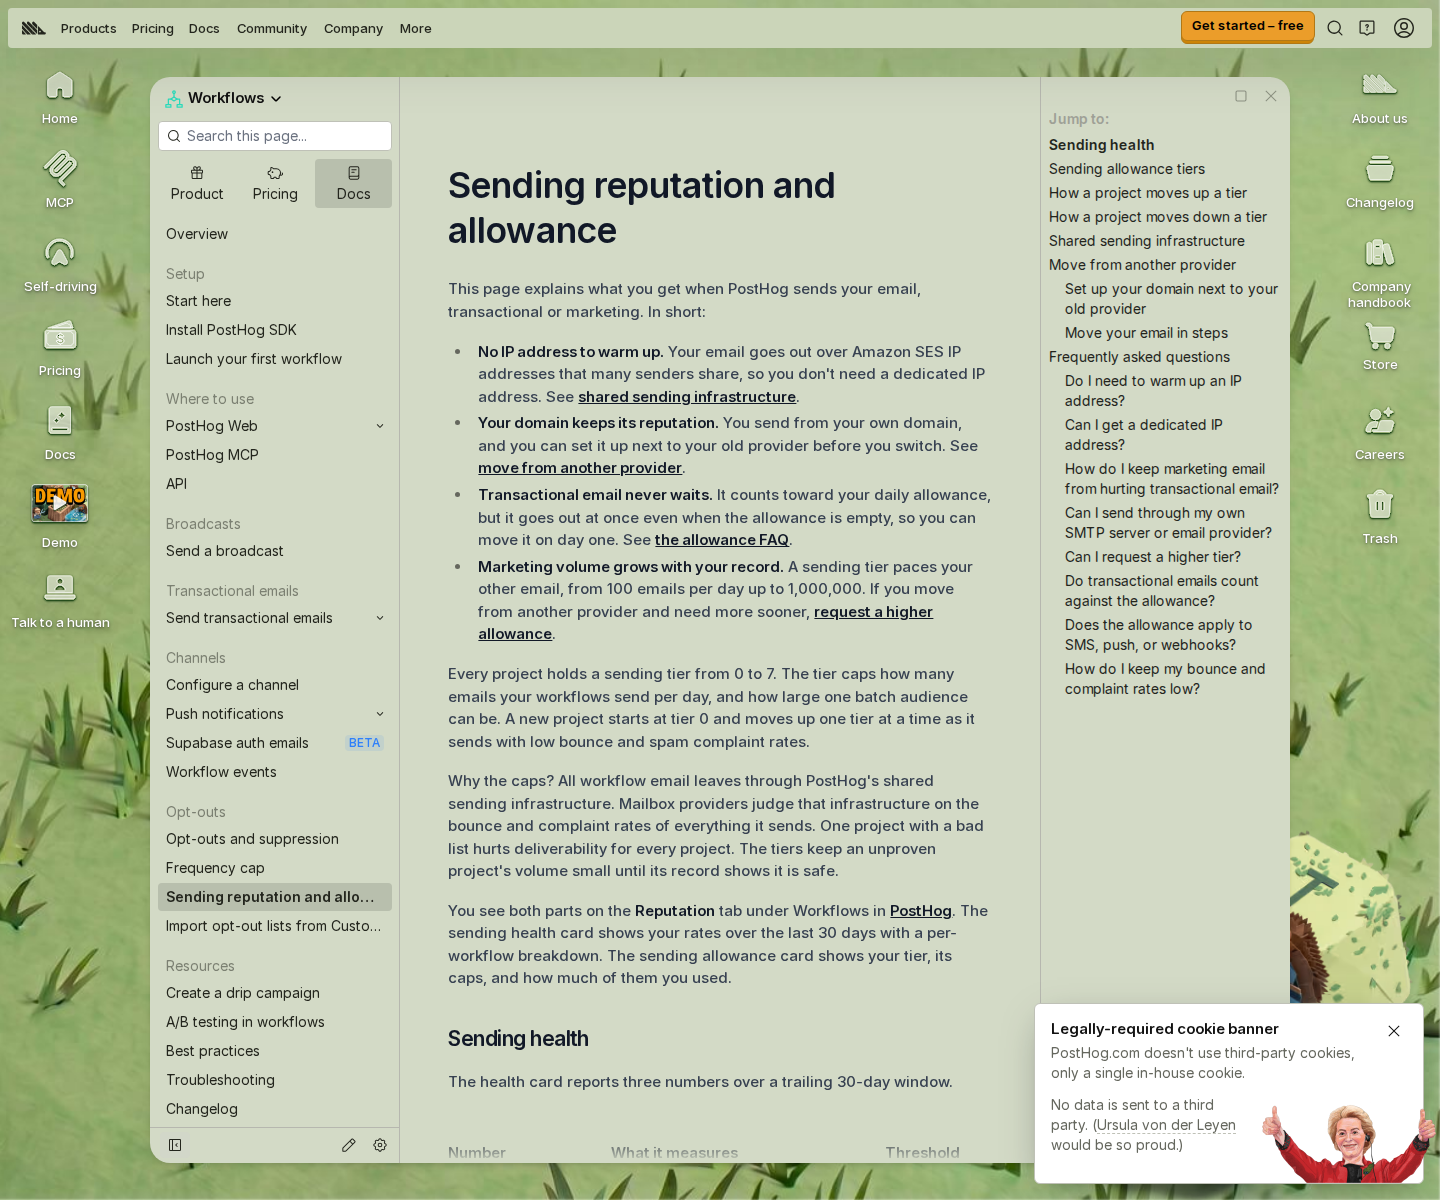 Products
Pricing
Docs
Community
Company
More
Get started – free
Home
MCP
Self-driving
Pricing
Docs
DEMO
Demo
Talk to a human
Workflows
Search this page...
Product
Pricing
Docs
Overview
Setup
Start here
Install PostHog SDK
Launch your first workflow
Where to use
PostHog Web
PostHog MCP
API
Broadcasts
Send a broadcast
Transactional emails
Send transactional emails
Channels
Configure a channel
Push notifications
Supabase auth emails BETA
Workflow events
Opt-outs
Opt-outs and suppression
Frequency cap
Sending reputation and allo...
Import opt-out lists from Custo...
Resources
Create a drip campaign
A/B testing in workflows
Best practices
Troubleshooting
Changelog
Sending reputation and
allowance
This page explains what you get when PostHog sends your email,
transactional or marketing. In short:
No IP address to warm up. Your email goes out over Amazon SES IP
addresses that many senders share, so you don't need a dedicated IP
address. See shared sending infrastructure.
Your domain keeps its reputation. You send from your own domain,
and you can set it up next to your old provider before you switch. See
move from another provider.
Transactional email never waits. It counts toward your daily allowance,
but it goes out at once even when the allowance is empty, so you can
move it on day one. See the allowance FAQ.
Marketing volume grows with your record. A sending tier paces your
other email, from 100 emails per day up to 1,000,000. If you move
from another provider and need more sooner, request a higher
allowance.
Every project holds a sending tier from 0 to 7. The tier caps how many
emails your workflows send per day, and how large one batch audience
can be. A new project starts at tier 0 and moves up one tier at a time as it
sends with low bounce and spam complaint rates.
Why the caps? All workflow email leaves through PostHog's shared
sending infrastructure. Mailbox providers judge that infrastructure on the
bounce and complaint rates of everything it sends. One project with a bad
list hurts deliverability for every project. The tiers keep an unproven
project's volume small until its record shows it is safe.
You see both parts on the Reputation tab under Workflows in PostHog. The
sending health card shows your rates over the last 30 days with a per-
workflow breakdown. The sending allowance card shows your tier, its
caps, and how much of them you used.
Sending health
The health card reports three numbers over a trailing 30-day window.
Number What it measures Threshold
Jump to:
Sending health
Sending allowance tiers
How a project moves up a tier
How a project moves down a tier
Shared sending infrastructure
Move from another provider
Set up your domain next to your
old provider
Move your email in steps
Frequently asked questions
Do I need to warm up an IP
address?
Can I get a dedicated IP
address?
How do I keep marketing email
from hurting transactional email?
Can I send through my own
SMTP server or email provider?
Can I request a higher tier?
Do transactional emails count
against the allowance?
Does the allowance apply to
SMS, push, or webhooks?
How do I keep my bounce and
complaint rates low?
About us
Changelog
Company
handbook
Store
Careers
Trash
Legally-required cookie banner
PostHog.com doesn't use third-party cookies,
only a single in-house cookie.
No data is sent to a third
party. (Ursula von der Leyen
would be so proud.)